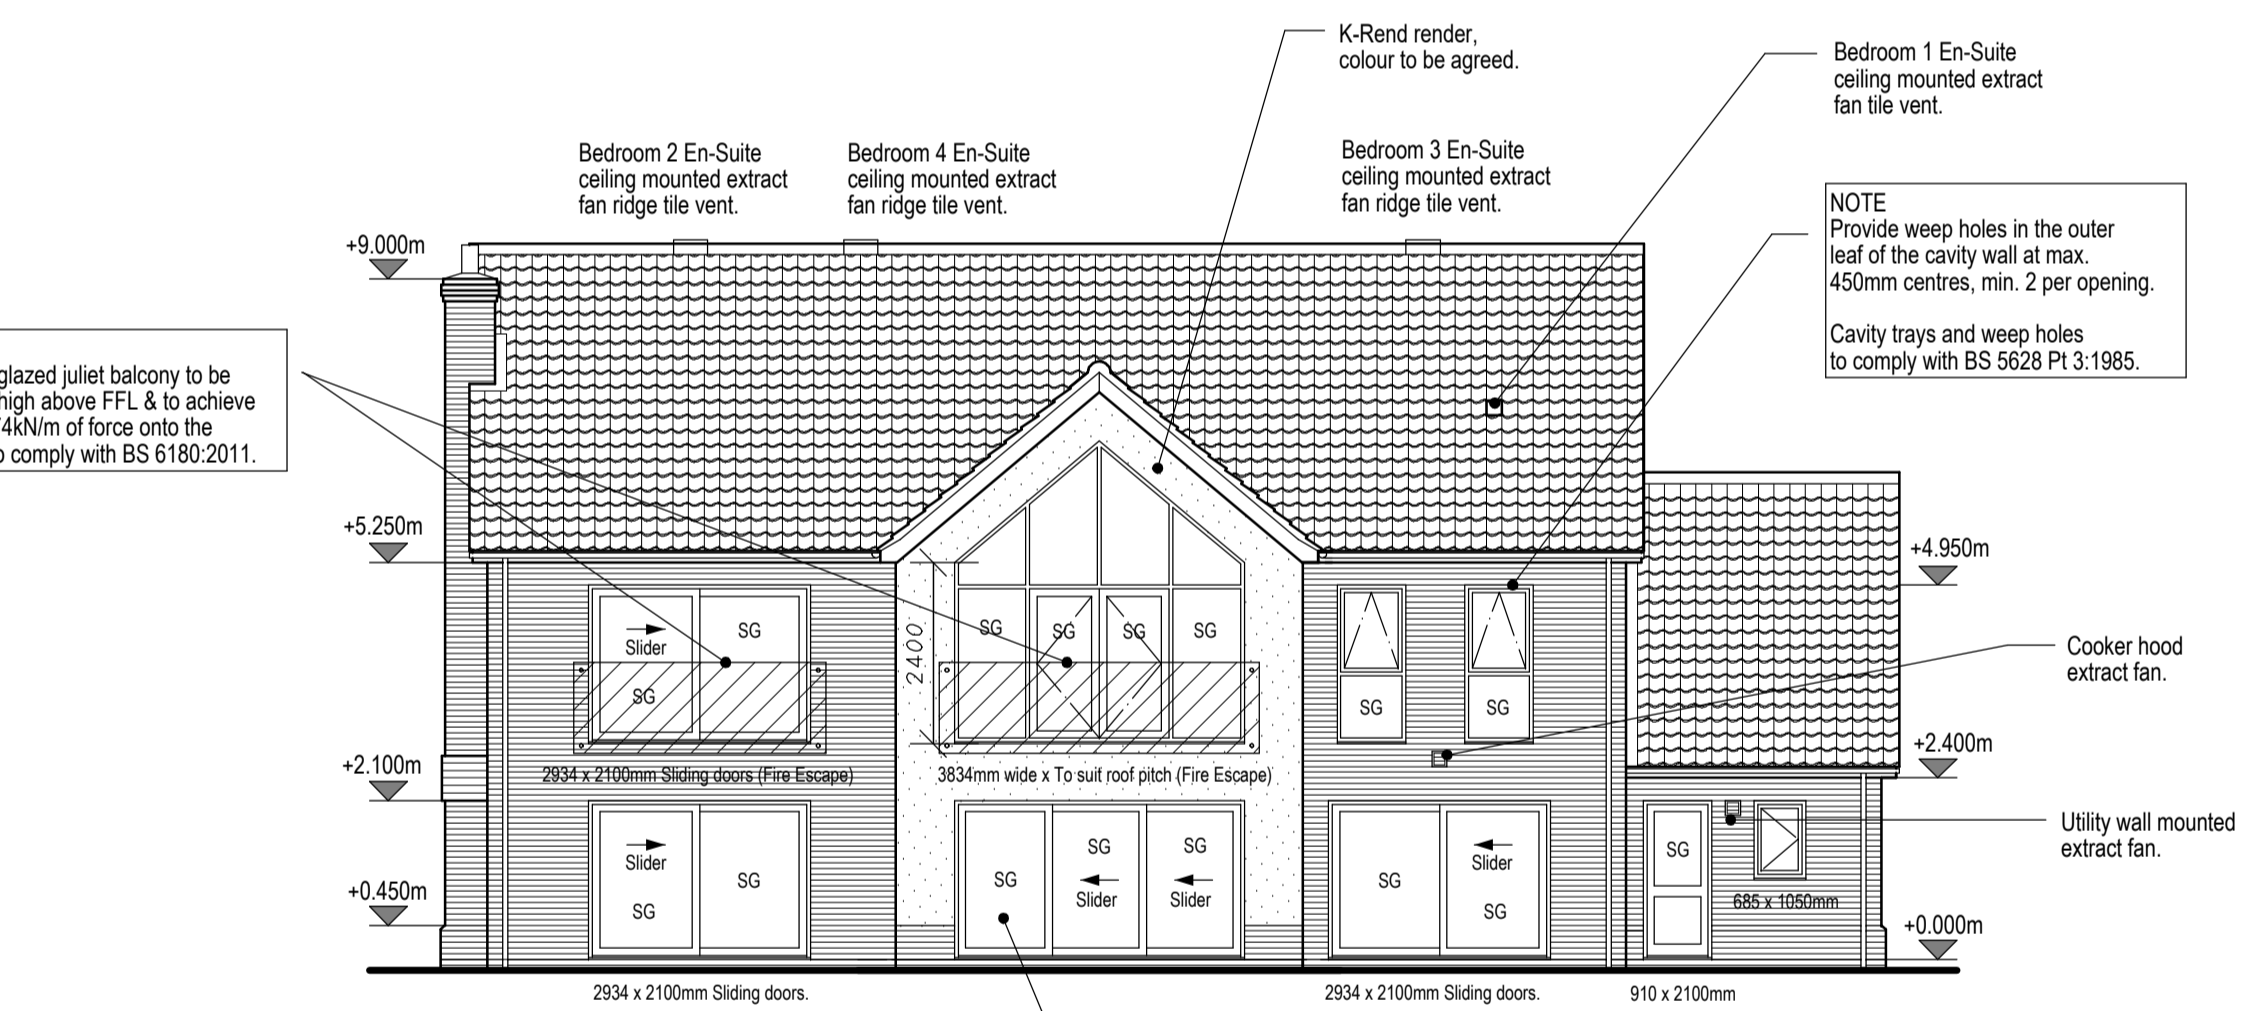 K-Rend render,
colour to be agreed.
Bedroom 1 En-Suite
ceiling mounted extract
fan tile vent.
Bedroom 2 En-Suite
ceiling mounted extract
fan ridge tile vent.
Bedroom 4 En-Suite
ceiling mounted extract
fan ridge tile vent.
Bedroom 3 En-Suite
ceiling mounted extract
fan ridge tile vent.
NOTE
Provide weep holes in the outer
leaf of the cavity wall at max.
450mm centres, min. 2 per opening.
Cavity trays and weep holes
to comply with BS 5628 Pt 3:1985.
+9.000m
glazed juliet balcony to be
high above FFL & to achieve
4kN/m of force onto the
comply with BS 6180:2011.
+5.250m
+4.950m
Slider
SG
SG
2400
SG
SG
SG
SG
SG
SG
Cooker hood
extract fan.
+2.100m
+2.400m
2934 x 2100mm Sliding doors (Fire Escape)
3834mm wide x To suit roof pitch (Fire Escape)
Utility wall mounted
extract fan.
+0.450m
Slider
SG
SG
SG
SG
Slider
SG
Slider
SG
Slider
SG
SG
685 x 1050mm
+0.000m
2934 x 2100mm Sliding doors.
2934 x 2100mm Sliding doors.
910 x 2100mm